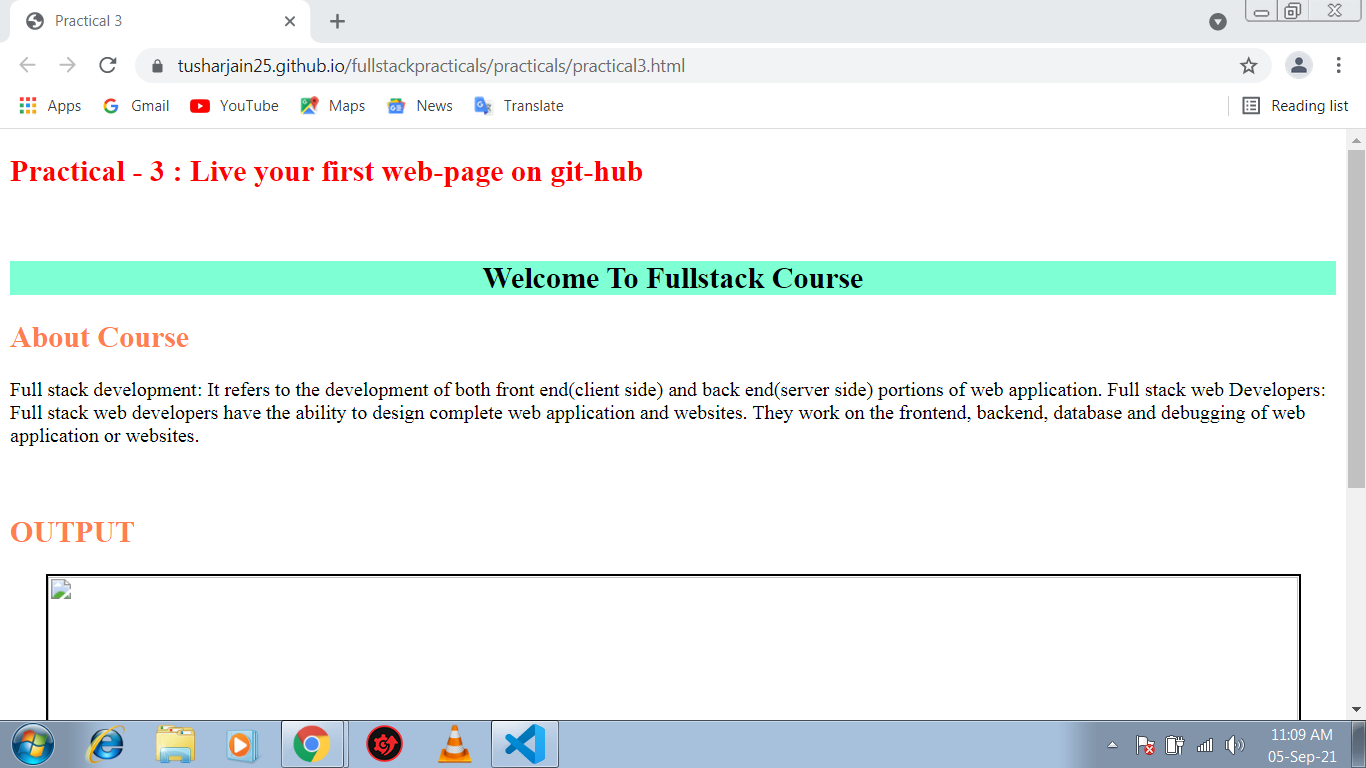 Practical 3
tusharjain25.github.io/fullstackpracticals/practicals/practical3.html
Apps Gmail YouTube Maps News Translate Reading list
Practical - 3 : Live your first web-page on git-hub
Welcome To Fullstack Course
About Course
Full stack development: It refers to the development of both front end(client side) and back end(server side) portions of web application. Full stack web Developers:
Full stack web developers have the ability to design complete web application and websites. They work on the frontend, backend, database and debugging of web
application or websites.
OUTPUT
11:09 AM
05-Sep-21